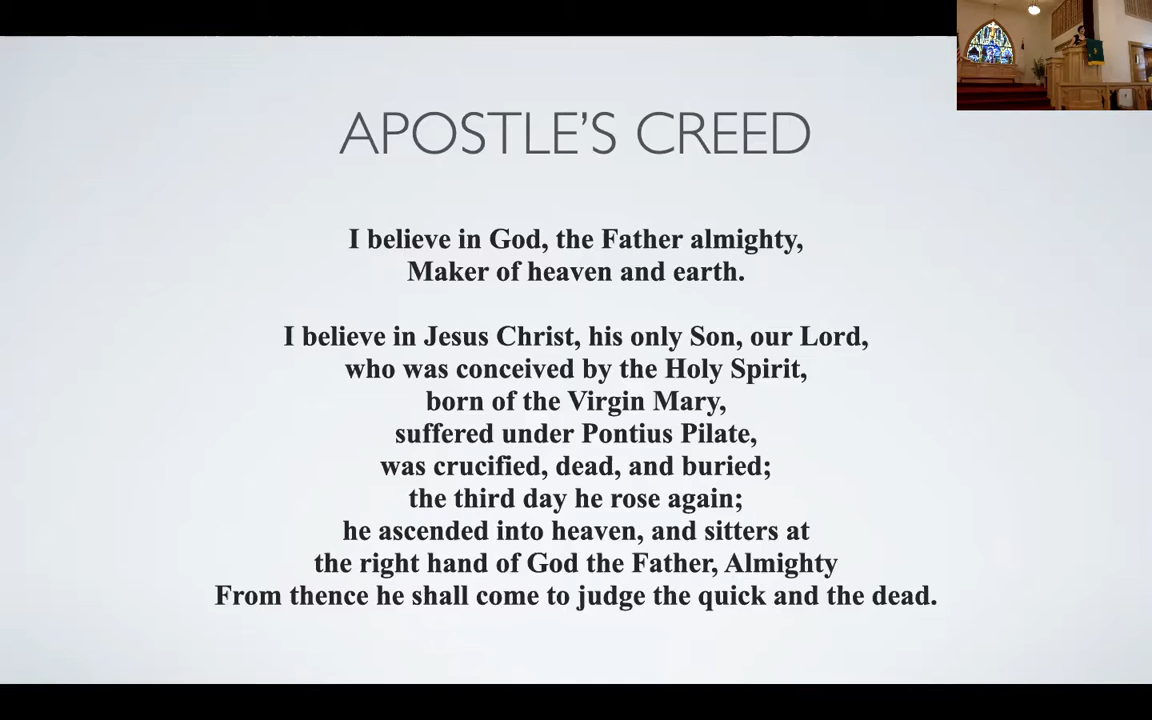 APOSTLE’S CREED
I believe in God, the Father almighty,
Maker of heaven and earth.
I believe in Jesus Christ, his only Son, our Lord,
who was conceived by the Holy Spirit,
born of the Virgin Mary,
suffered under Pontius Pilate,
was crucified, dead, and buried;
the third day he rose again;
he ascended into heaven, and sitters at
the right hand of God the Father, Almighty
From thence he shall come to judge the quick and the dead.